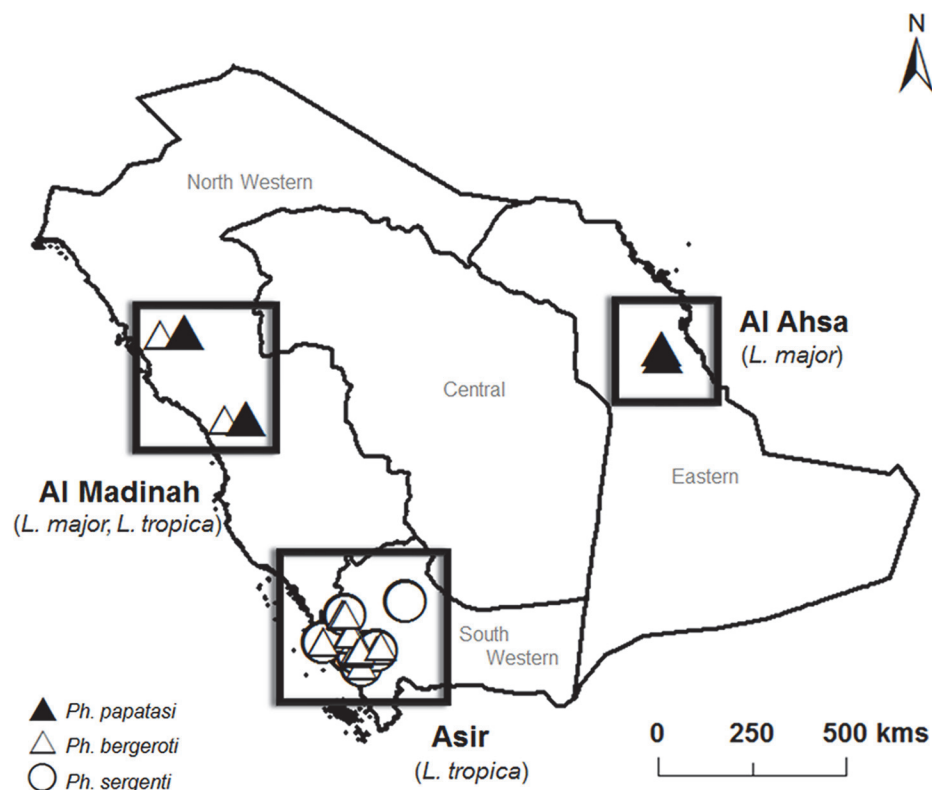 N
North Western
Al Ahsa
(L. major)
Central
Eastern
Al Madinah
(L. major, L. tropica)
South
Western
Asir
(L. tropica)
Ph. papatasi
Ph. bergeroti
Ph. sergenti
0 250 500 kms